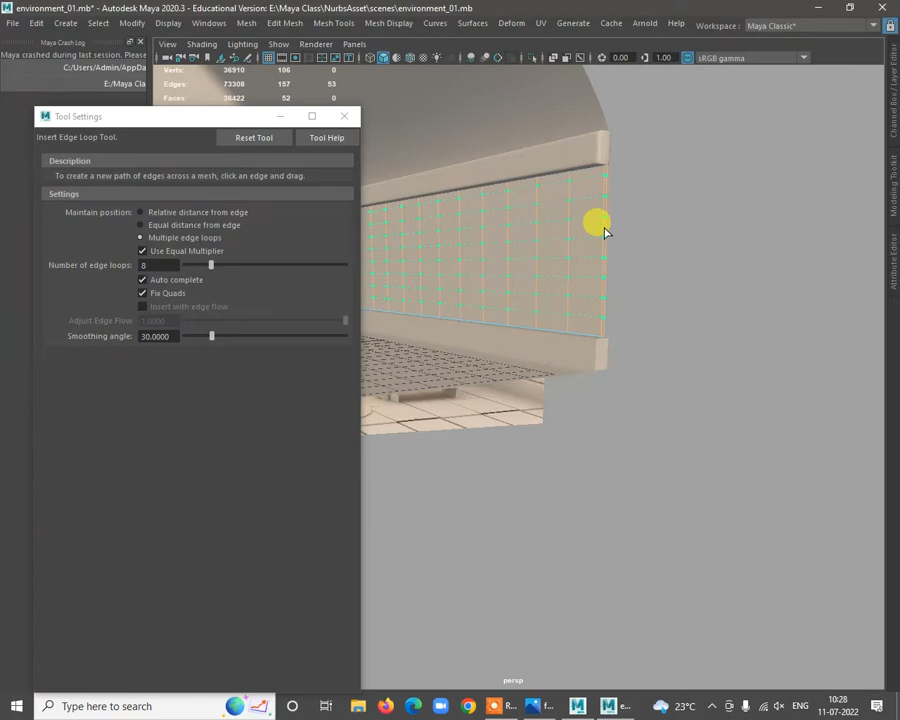 environment_01.mb* - Autodesk Maya 2020.3 - Educational Version: E:\Maya Class\NurbsAsset\scenes\environment_01.mb
File Edit Create Select Modify Display Windows Mesh Edit Mesh Mesh Tools Mesh Display Curves Surfaces Deform UV Generate Cache Arnold Help Workspace : Maya Classic*
Maya Crash Log
View Shading Lighting Show Renderer Panels
Maya crashed during last session. Please
0.00 1.00 sRGB gamma
C:/Users/Admin/AppDa
E:/Maya Cla
Verts: 36910 106 0
Edges: 73308 157 53
Faces: 36422 52 0
Tool Settings
Insert Edge Loop Tool.
Reset Tool
Tool Help
Description
To create a new path of edges across a mesh, click an edge and drag.
Settings
Maintain position: Relative distance from edge
Equal distance from edge
Multiple edge loops
Use Equal Multiplier
Number of edge loops: 8
Auto complete
Fix Quads
Insert with edge flow
Adjust Edge Flow 1.0000
Smoothing angle: 30.0000
Channel Box / Layer Editor
Modeling Toolkit
Attribute Editor
persp
Type here to search
R...
f...
e...
23°C
ENG
10:28
11-07-2022